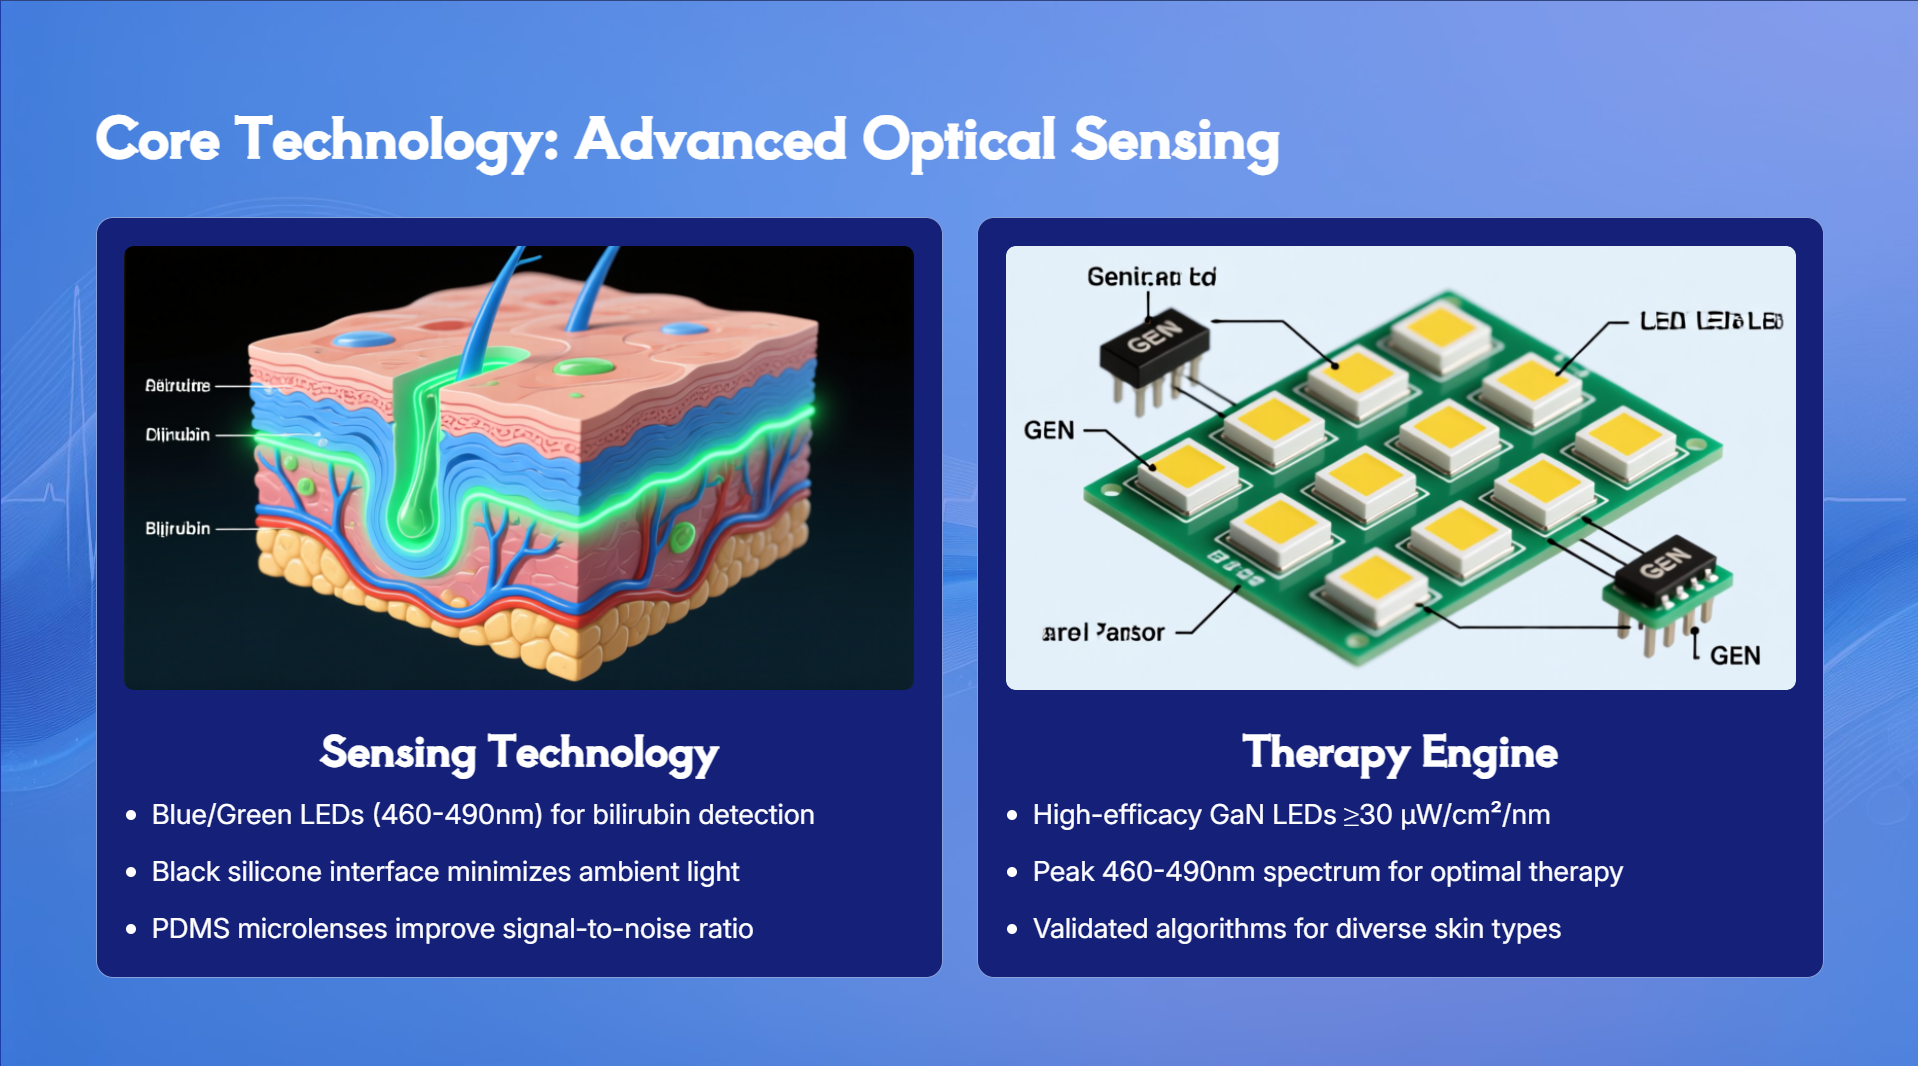 Core Technology: Advanced Optical Sensing
Bljrubin
GEN
GEN
GEN
GEN
Sensing Technology
Blue/Green LEDs (460-490nm) for bilirubin detection
Black silicone interface minimizes ambient light
PDMS microlenses improve signal-to-noise ratio
Therapy Engine
High-efficacy GaN LEDs ≥30 µW/cm²/nm
Peak 460-490nm spectrum for optimal therapy
Validated algorithms for diverse skin types